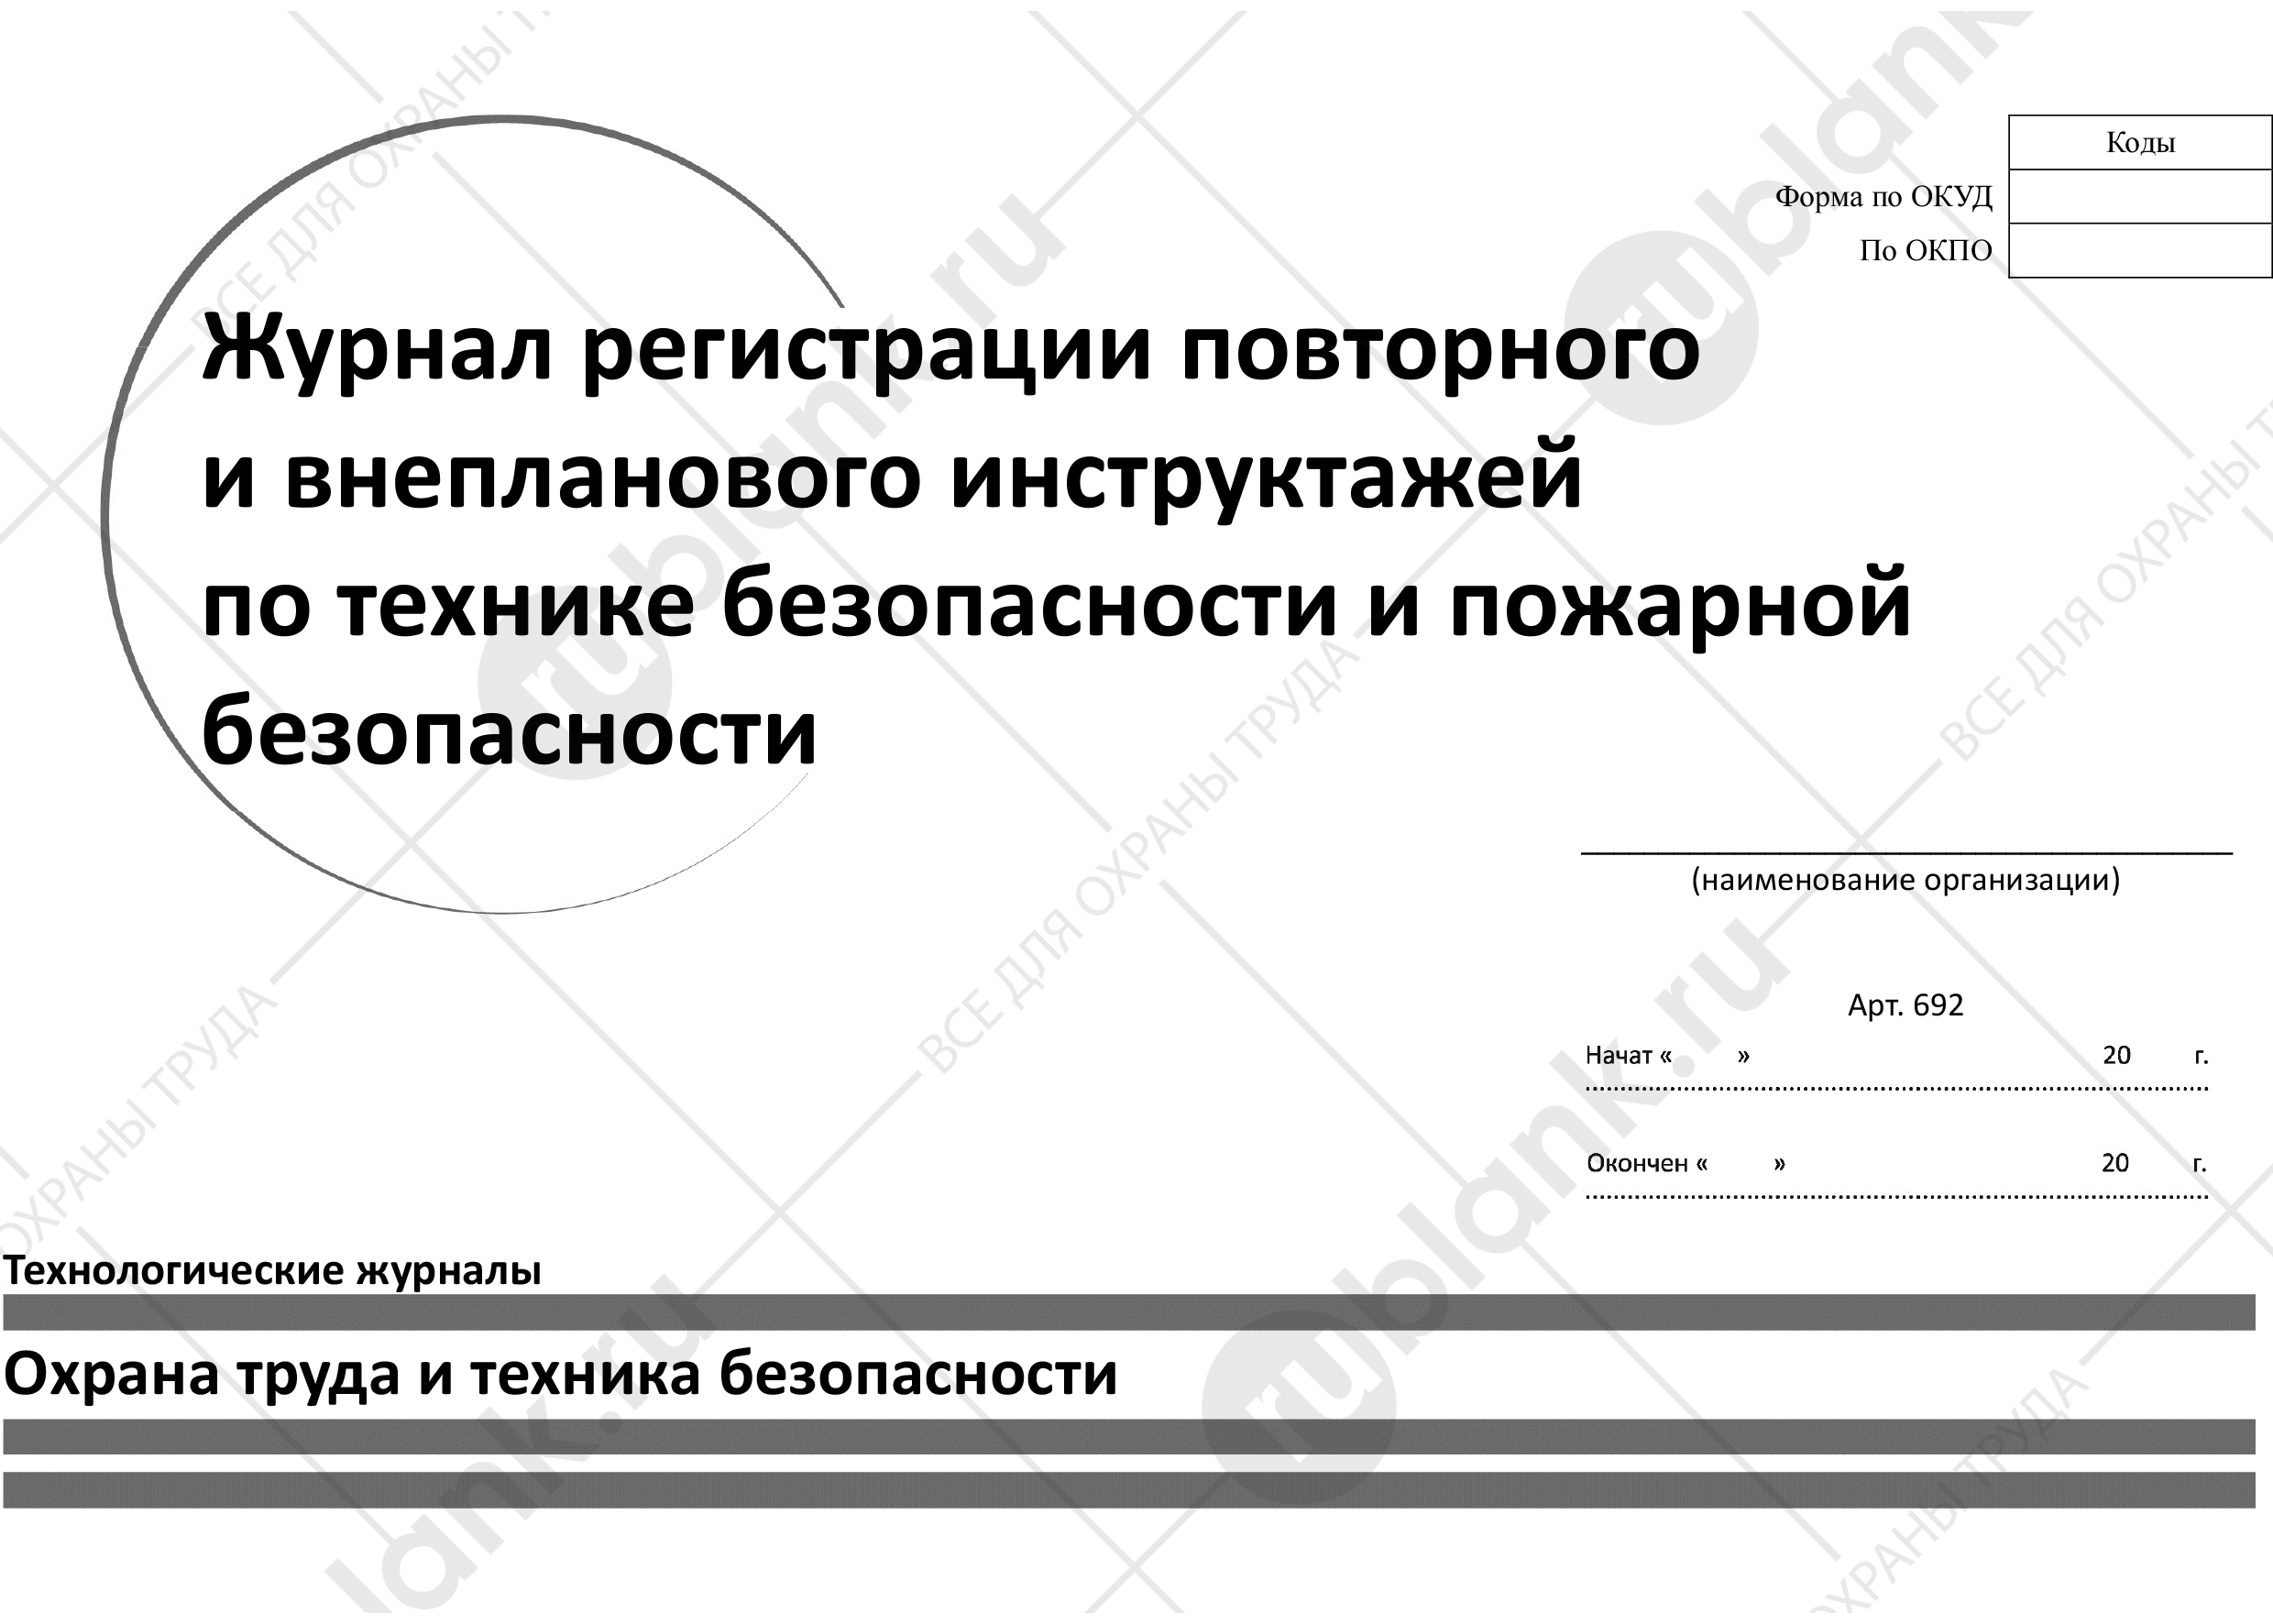 Коды
Форма по ОКУД
По ОКПО
Журнал регистрации повторного
и внепланового инструктажей
по технике безопасности и пожарной
безопасности
(наименование организации)
Арт. 692
Начат « » 20 г.
Окончен « » 20 г.
Технологические журналы
Охрана труда и техника безопасности
rublank.ru
ВСЕ ДЛЯ ОХРАНЫ ТРУДА